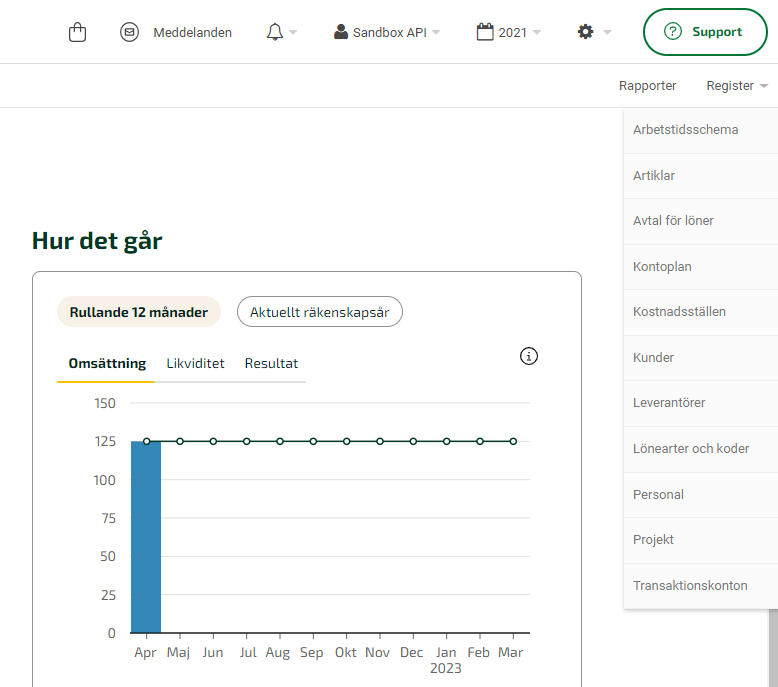 Meddelanden
Sandbox API
2021
Support
Rapporter
Register
Arbetstidsschema
Artiklar
Avtal för löner
Kontoplan
Kostnadsställen
Kunder
Leverantörer
Lönearter och koder
Personal
Projekt
Transaktionskonton
Hur det går
Rullande 12 månader
Aktuellt räkenskapsår
Omsättning
Likviditet
Resultat
150
125
100
75
50
25
0
Apr Maj Jun Jul Aug Sep Okt Nov Dec Jan Feb Mar
2023